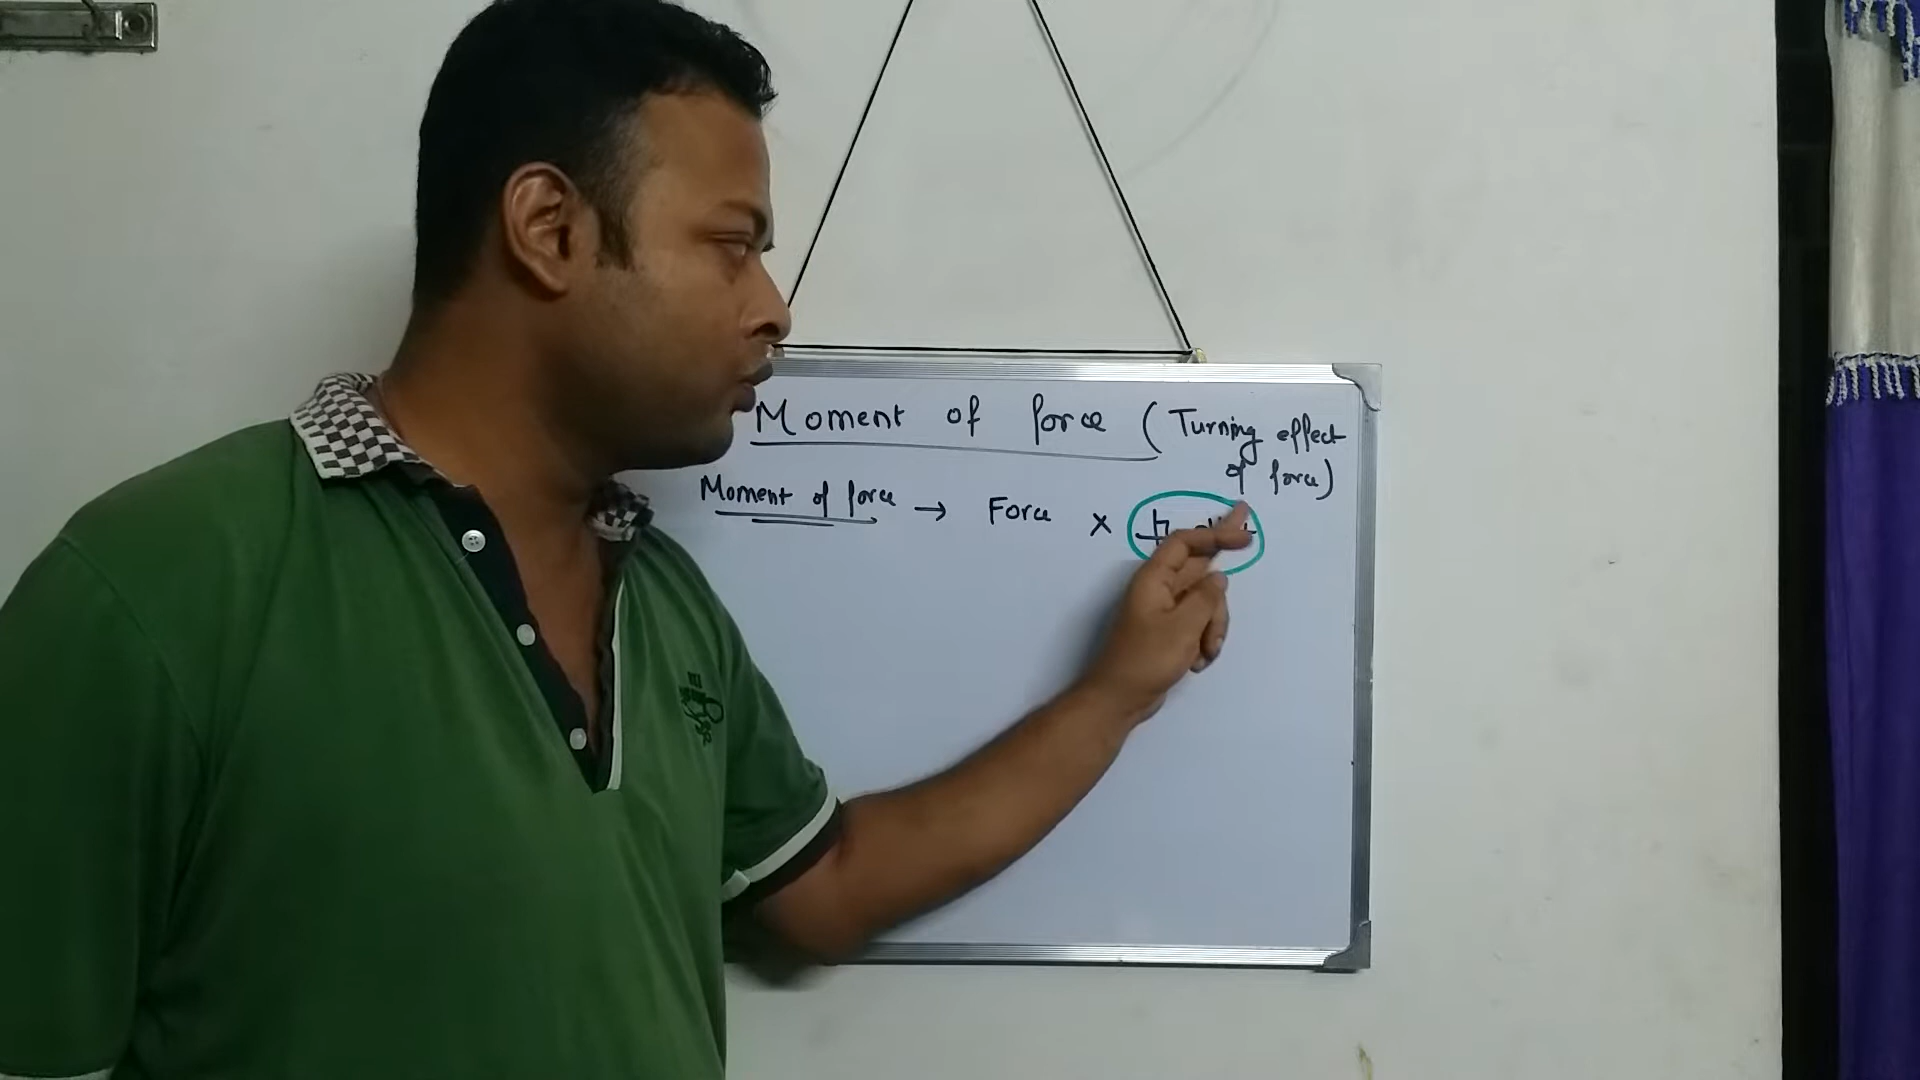 Moment of force (Turning effect
of force)
Moment of force → Force ×